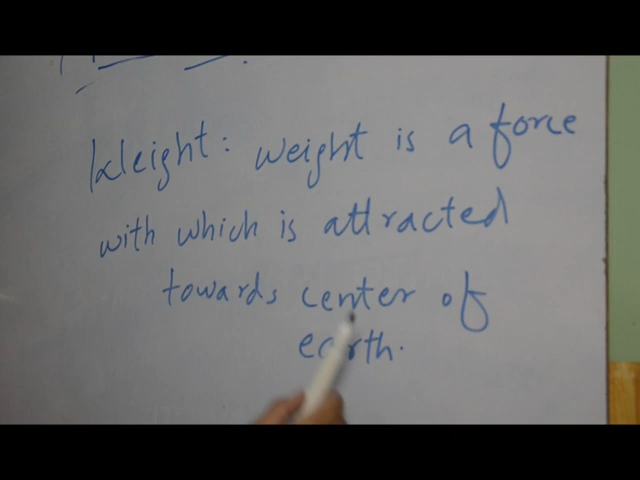 Weight: weight is a force
with which is attracted
towards center of
earth.